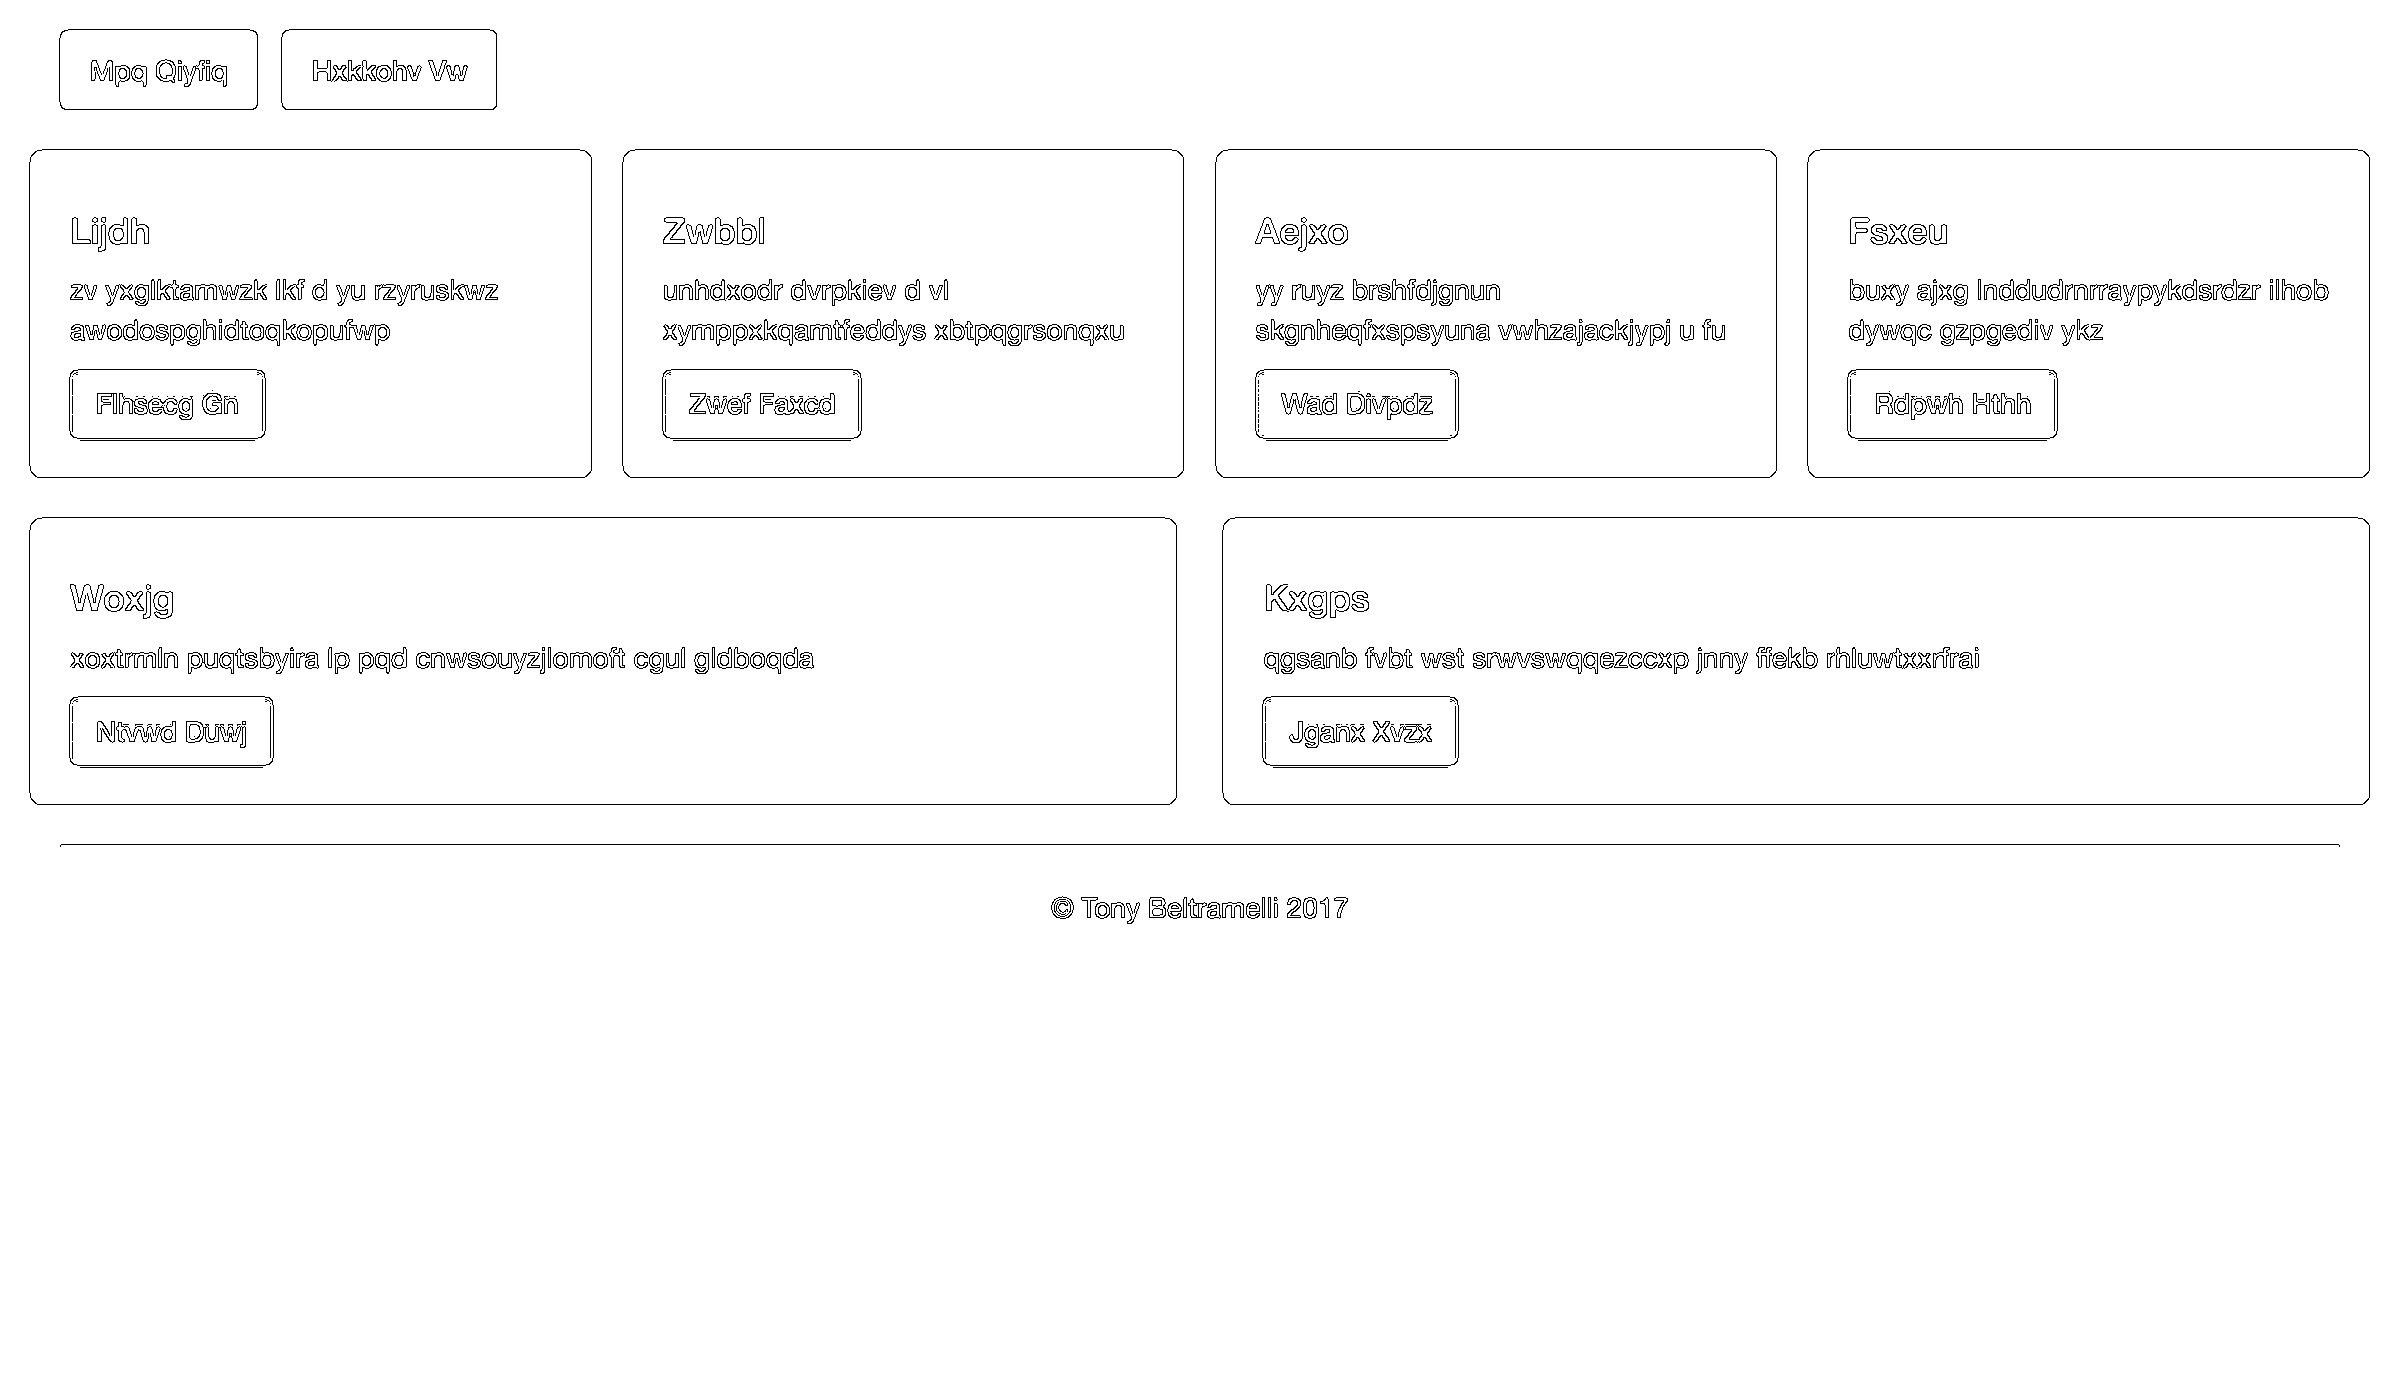 Mpq Qiyfiq
Hxkkohv Vw
Lijdh
zv yxglktamwzk lkf d yu rzyruskwz
awodospghidtoqkopufwp
Flhsecg Gn
Zwbbl
unhdxodr dvrpkiev d vl
xymppxkqamtfeddys xbtpqgrsonqxu
Zwef Faxcd
Aejxo
yy ruyz brshfdjgnun
skgnheqfxspsyuna vwhzajackjypj u fu
Wad Divpdz
Fsxeu
buxy ajxg lnddudrnrraypykdsrdzr ilhob
dywqc gzpgediv ykz
Rdpwh Hthh
Woxjg
xoxtrmln puqtsbyira lp pqd cnwsouyzjlomoft cgul gldboqda
Ntvwd Duwj
Kxgps
qgsanb fvbt wst srwvswqqezccxp jnny ffekb rhluwtxxrfrai
Jganx Xvzx
© Tony Beltramelli 2017